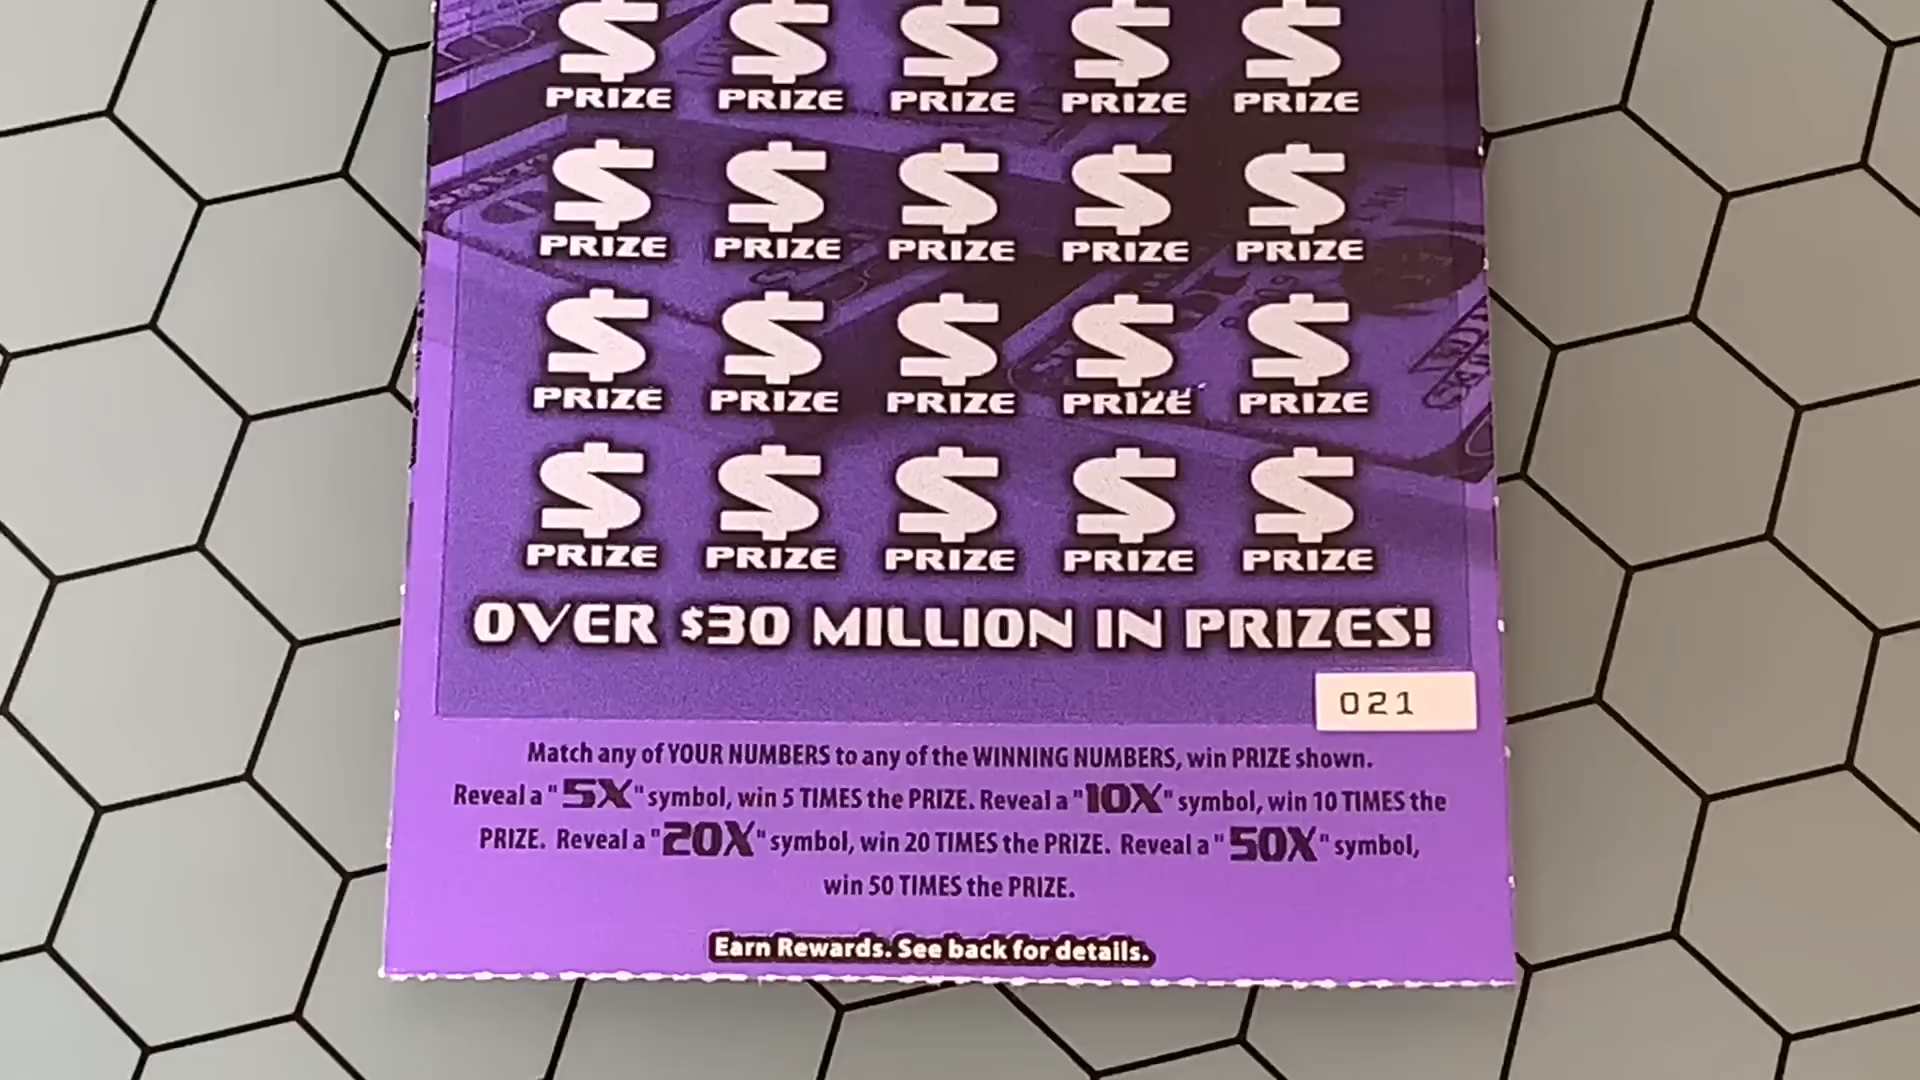 $ $ $ $ $
PRIZE PRIZE PRIZE PRIZE PRIZE
$ $ $ $ $
PRIZE PRIZE PRIZE PRIZE PRIZE
$ $ $ $ $
PRIZE PRIZE PRIZE PRIZE PRIZE
$ $ $ $ $
PRIZE PRIZE PRIZE PRIZE PRIZE
OVER $30 MILLION IN PRIZES!
021
Match any of YOUR NUMBERS to any of the WINNING NUMBERS, win PRIZE shown.
Reveal a "5X" symbol, win 5 TIMES the PRIZE. Reveal a "10X" symbol, win 10 TIMES the
PRIZE. Reveal a "20X" symbol, win 20 TIMES the PRIZE. Reveal a "50X" symbol,
win 50 TIMES the PRIZE.
Earn Rewards. See back for details.